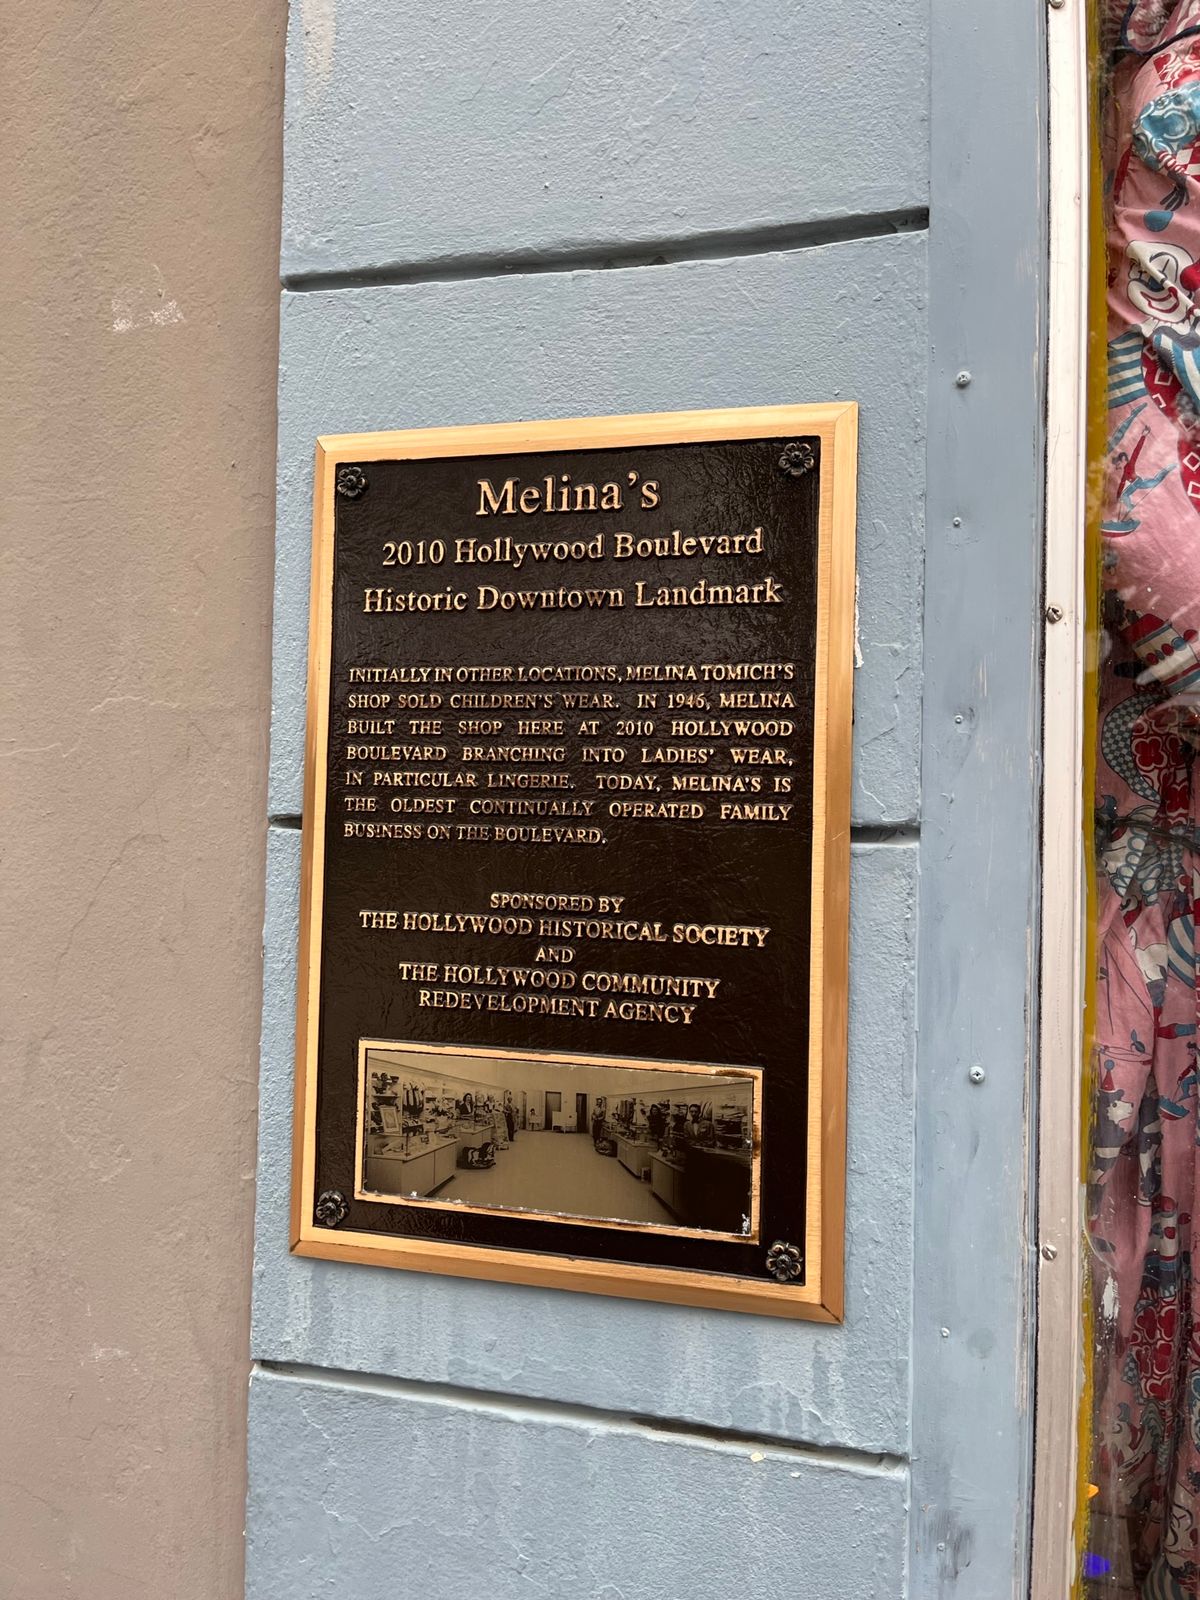 Melina's
2010 Hollywood Boulevard
Historic Downtown Landmark
INITIALLY IN OTHER LOCATIONS, MELINA TOMICH'S
SHOP SOLD CHILDREN'S WEAR. IN 1946, MELINA
BUILT THE SHOP HERE AT 2010 HOLLYWOOD
BOULEVARD BRANCHING INTO LADIES' WEAR,
IN PARTICULAR LINGERIE. TODAY, MELINA'S IS
THE OLDEST CONTINUALLY OPERATED FAMILY
BUSINESS ON THE BOULEVARD.
SPONSORED BY
THE HOLLYWOOD HISTORICAL SOCIETY
AND
THE HOLLYWOOD COMMUNITY
REDEVELOPMENT AGENCY